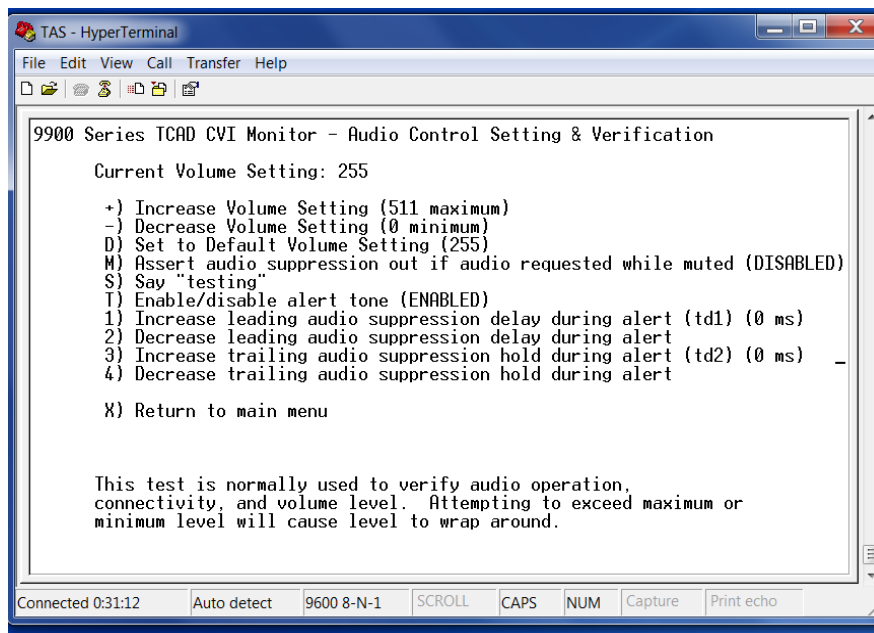 TAS - HyperTerminal
File Edit View Call Transfer Help
9900 Series TCAD CVI Monitor - Audio Control Setting & Verification
Current Volume Setting: 255
+) Increase Volume Setting (511 maximum)
-) Decrease Volume Setting (0 minimum)
D) Set to Default Volume Setting (255)
M) Assert audio suppression out if audio requested while muted (DISABLED)
S) Say "testing"
T) Enable/disable alert tone (ENABLED)
1) Increase leading audio suppression delay during alert (td1) (0 ms)
2) Decrease leading audio suppression delay during alert
3) Increase trailing audio suppression hold during alert (td2) (0 ms) _
4) Decrease trailing audio suppression hold during alert
X) Return to main menu
This test is normally used to verify audio operation,
connectivity, and volume level. Attempting to exceed maximum or
minimum level will cause level to wrap around.
Connected 0:31:12 Auto detect 9600 8-N-1 SCROLL CAPS NUM Capture Print echo